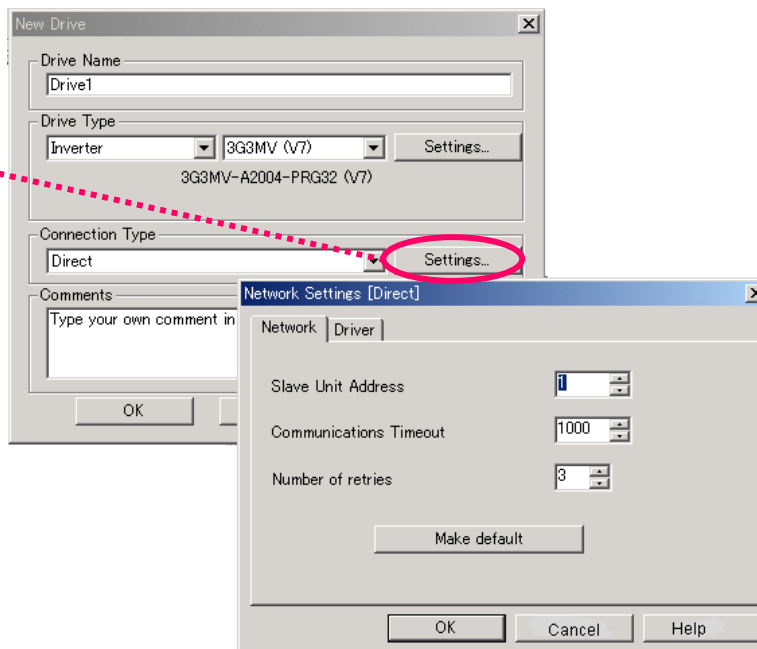 New Drive
Drive Name
Drive1
Drive Type
Inverter 3G3MV (V7) Settings...
3G3MV-A2004-PRG32 (V7)
Connection Type
Direct Settings...
Comments
Type your own comment in
OK
Network Settings [Direct]
Network Driver
Slave Unit Address 1
Communications Timeout 1000
Number of retries 3
Make default
OK Cancel Help